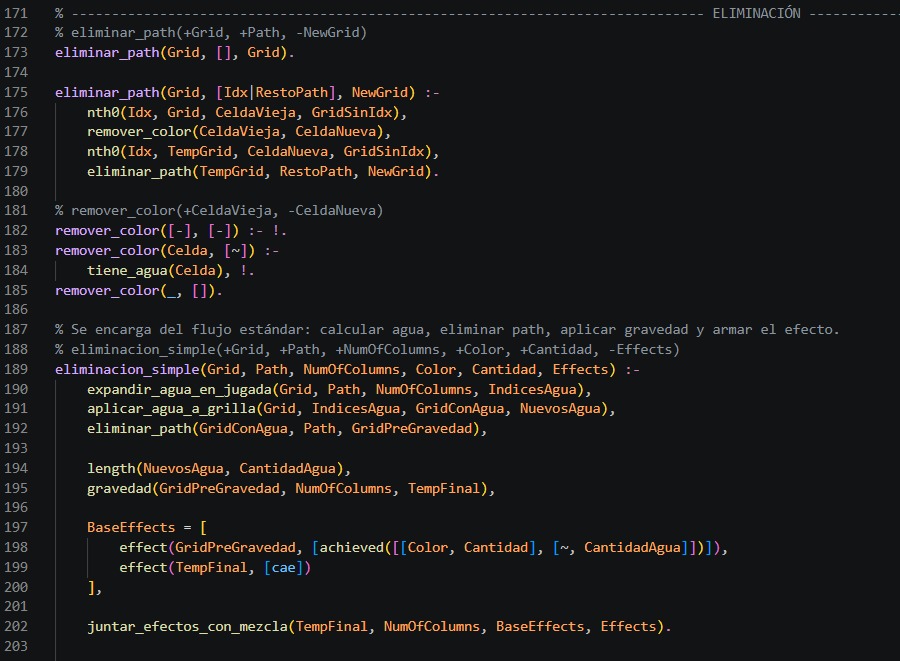 171 % ------------------------------------------------------------------------------- ELIMINACIÓN -----------
172 % eliminar_path(+Grid, +Path, -NewGrid)
173 eliminar_path(Grid, [], Grid).
174
175 eliminar_path(Grid, [Idx|RestoPath], NewGrid) :-
176     nth0(Idx, Grid, CeldaVieja, GridSinIdx),
177     remover_color(CeldaVieja, CeldaNueva),
178     nth0(Idx, TempGrid, CeldaNueva, GridSinIdx),
179     eliminar_path(TempGrid, RestoPath, NewGrid).
180
181 % remover_color(+CeldaVieja, -CeldaNueva)
182 remover_color([-], [-]) :- !.
183 remover_color(Celda, [~]) :-
184     tiene_agua(Celda), !.
185 remover_color(_, []).
186
187 % Se encarga del flujo estándar: calcular agua, eliminar path, aplicar gravedad y armar el efecto.
188 % eliminacion_simple(+Grid, +Path, +NumOfColumns, +Color, +Cantidad, -Effects)
189 eliminacion_simple(Grid, Path, NumOfColumns, Color, Cantidad, Effects) :-
190     expandir_agua_en_jugada(Grid, Path, NumOfColumns, IndicesAgua),
191     aplicar_agua_a_grilla(Grid, IndicesAgua, GridConAgua, NuevosAgua),
192     eliminar_path(GridConAgua, Path, GridPreGravedad),
193
194     length(NuevosAgua, CantidadAgua),
195     gravedad(GridPreGravedad, NumOfColumns, TempFinal),
196
197     BaseEffects = [
198         effect(GridPreGravedad, [achieved([[Color, Cantidad], [~, CantidadAgua]])]),
199         effect(TempFinal, [cae])
200     ],
201
202     juntar_efectos_con_mezcla(TempFinal, NumOfColumns, BaseEffects, Effects).
203